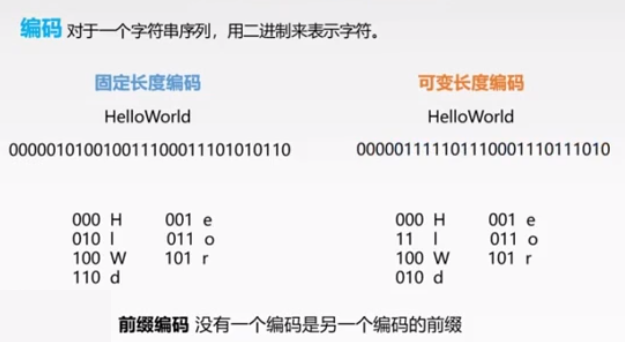 编码 对于一个字符串序列，用二进制来表示字符。
固定长度编码 可变长度编码
HelloWorld HelloWorld
000001010010011100011101010110 000001111101110001110111010
000 H 001 e 000 H 001 e
010 l 011 o 11 l 011 o
100 W 101 r 100 W 101 r
110 d 010 d
前缀编码 没有一个编码是另一个编码的前缀